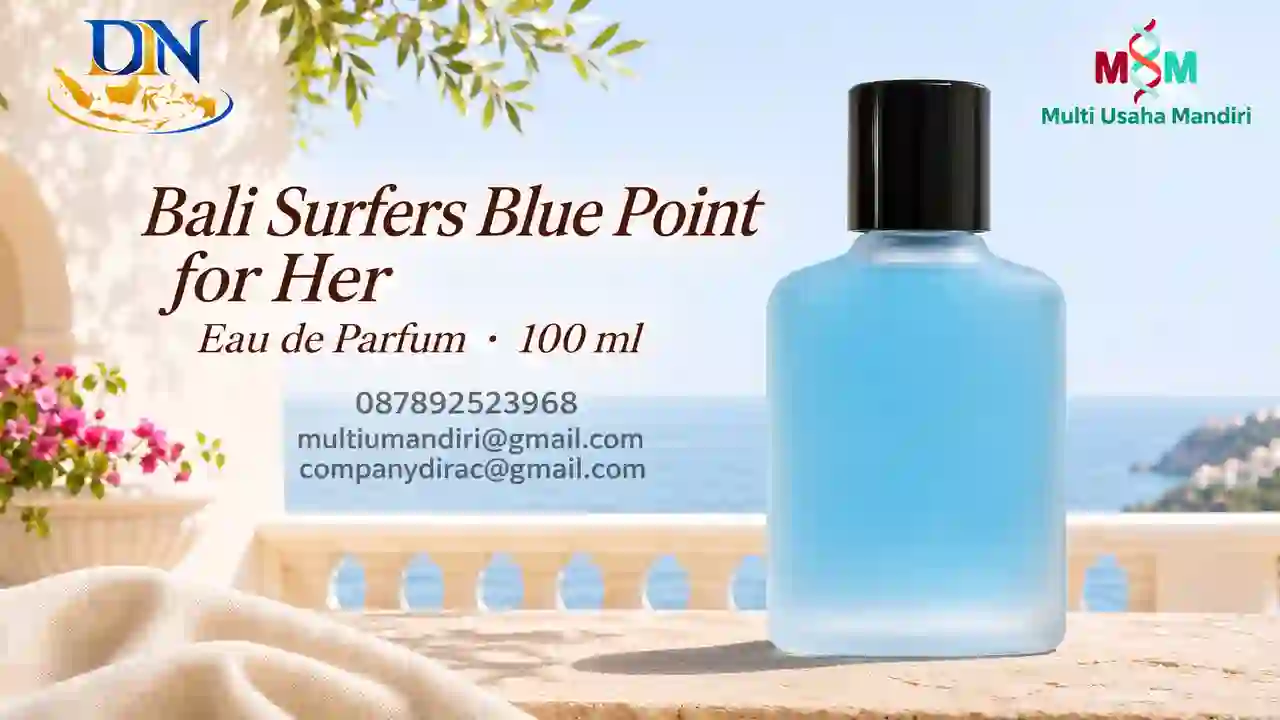 DN
M M
Multi Usaha Mandiri
Bali Surfers Blue Point
for Her
Eau de Parfum · 100 ml
087892523968
multiumandiri@gmail.com
companydirac@gmail.com